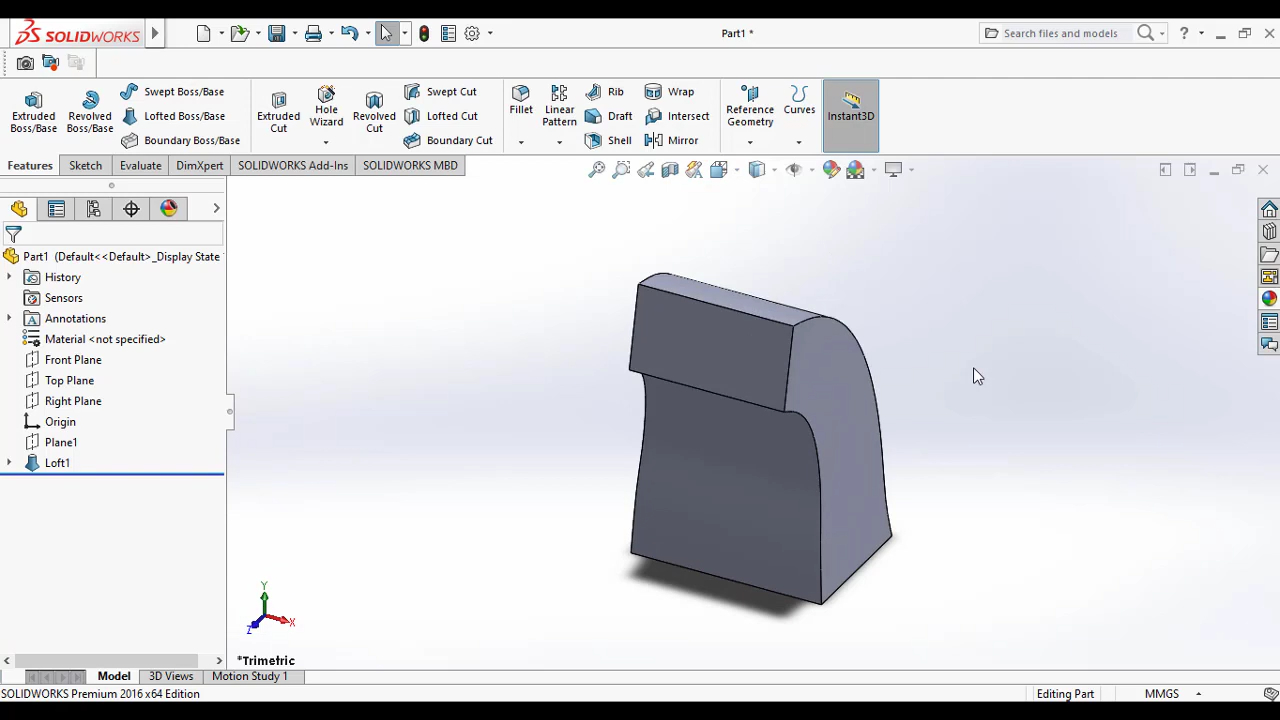 SOLIDWORKS
Part1 *
Search files and models
Extruded Boss/Base
Revolved Boss/Base
Swept Boss/Base
Lofted Boss/Base
Boundary Boss/Base
Extruded Cut
Hole Wizard
Revolved Cut
Swept Cut
Lofted Cut
Boundary Cut
Fillet
Linear Pattern
Rib
Draft
Shell
Wrap
Intersect
Mirror
Reference Geometry
Curves
Instant3D
Features Sketch Evaluate DimXpert SOLIDWORKS Add-Ins SOLIDWORKS MBD
Part1 (Default<<Default>_Display State
History
Sensors
Annotations
Material <not specified>
Front Plane
Top Plane
Right Plane
Origin
Plane1
Loft1
Y
X
Z
*Trimetric
Model 3D Views Motion Study 1
SOLIDWORKS Premium 2016 x64 Edition Editing Part MMGS